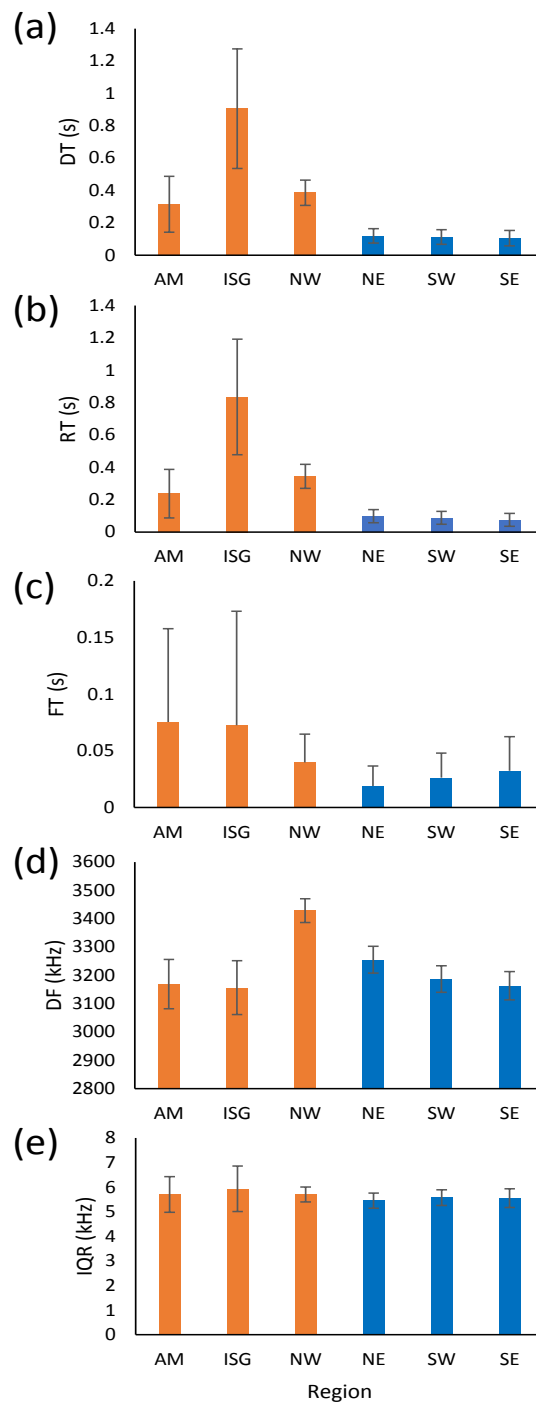 (a)
DT (s)
1.4
1.2
1
0.8
0.6
0.4
0.2
0
AM ISG NW NE SW SE
(b)
RT (s)
1.4
1.2
1
0.8
0.6
0.4
0.2
0
AM ISG NW NE SW SE
(c)
FT (s)
0.2
0.15
0.1
0.05
0
AM ISG NW NE SW SE
(d)
DF (kHz)
3600
3500
3400
3300
3200
3100
3000
2900
2800
AM ISG NW NE SW SE
(e)
IQR (kHz)
8
7
6
5
4
3
2
1
0
AM ISG NW NE SW SE
Region